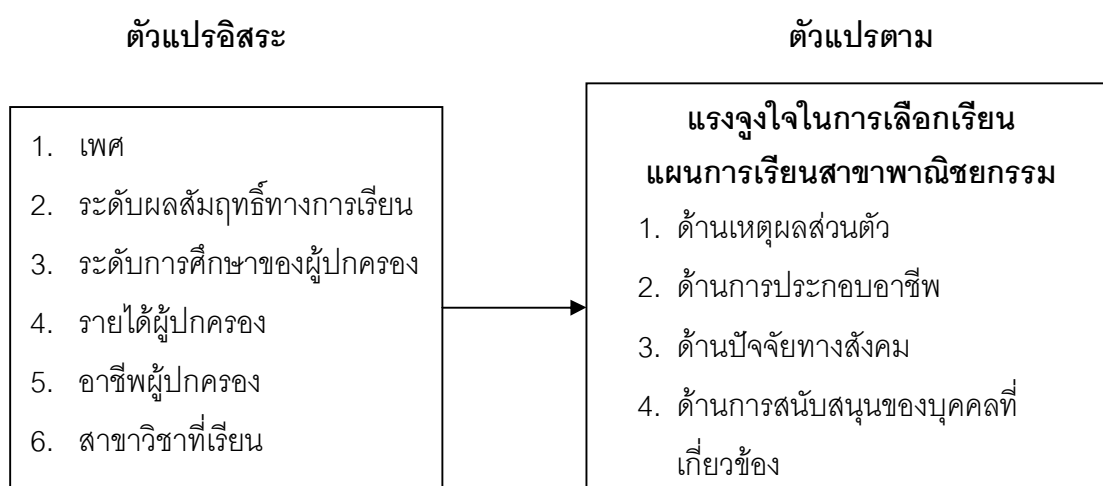 ตัวแปรอิสระ
1. เพศ
2. ระดับผลสัมฤทธิ์ทางการเรียน
3. ระดับการศึกษาของผู้ปกครอง
4. รายได้ผู้ปกครอง
5. อาชีพผู้ปกครอง
6. สาขาวิชาที่เรียน
ตัวแปรตาม
แรงจูงใจในการเลือกเรียน
แผนการเรียนสาขาพาณิชยกรรม
1. ด้านเหตุผลส่วนตัว
2. ด้านการประกอบอาชีพ
3. ด้านปัจจัยทางสังคม
4. ด้านการสนับสนุนของบุคคลที่
เกี่ยวข้อง